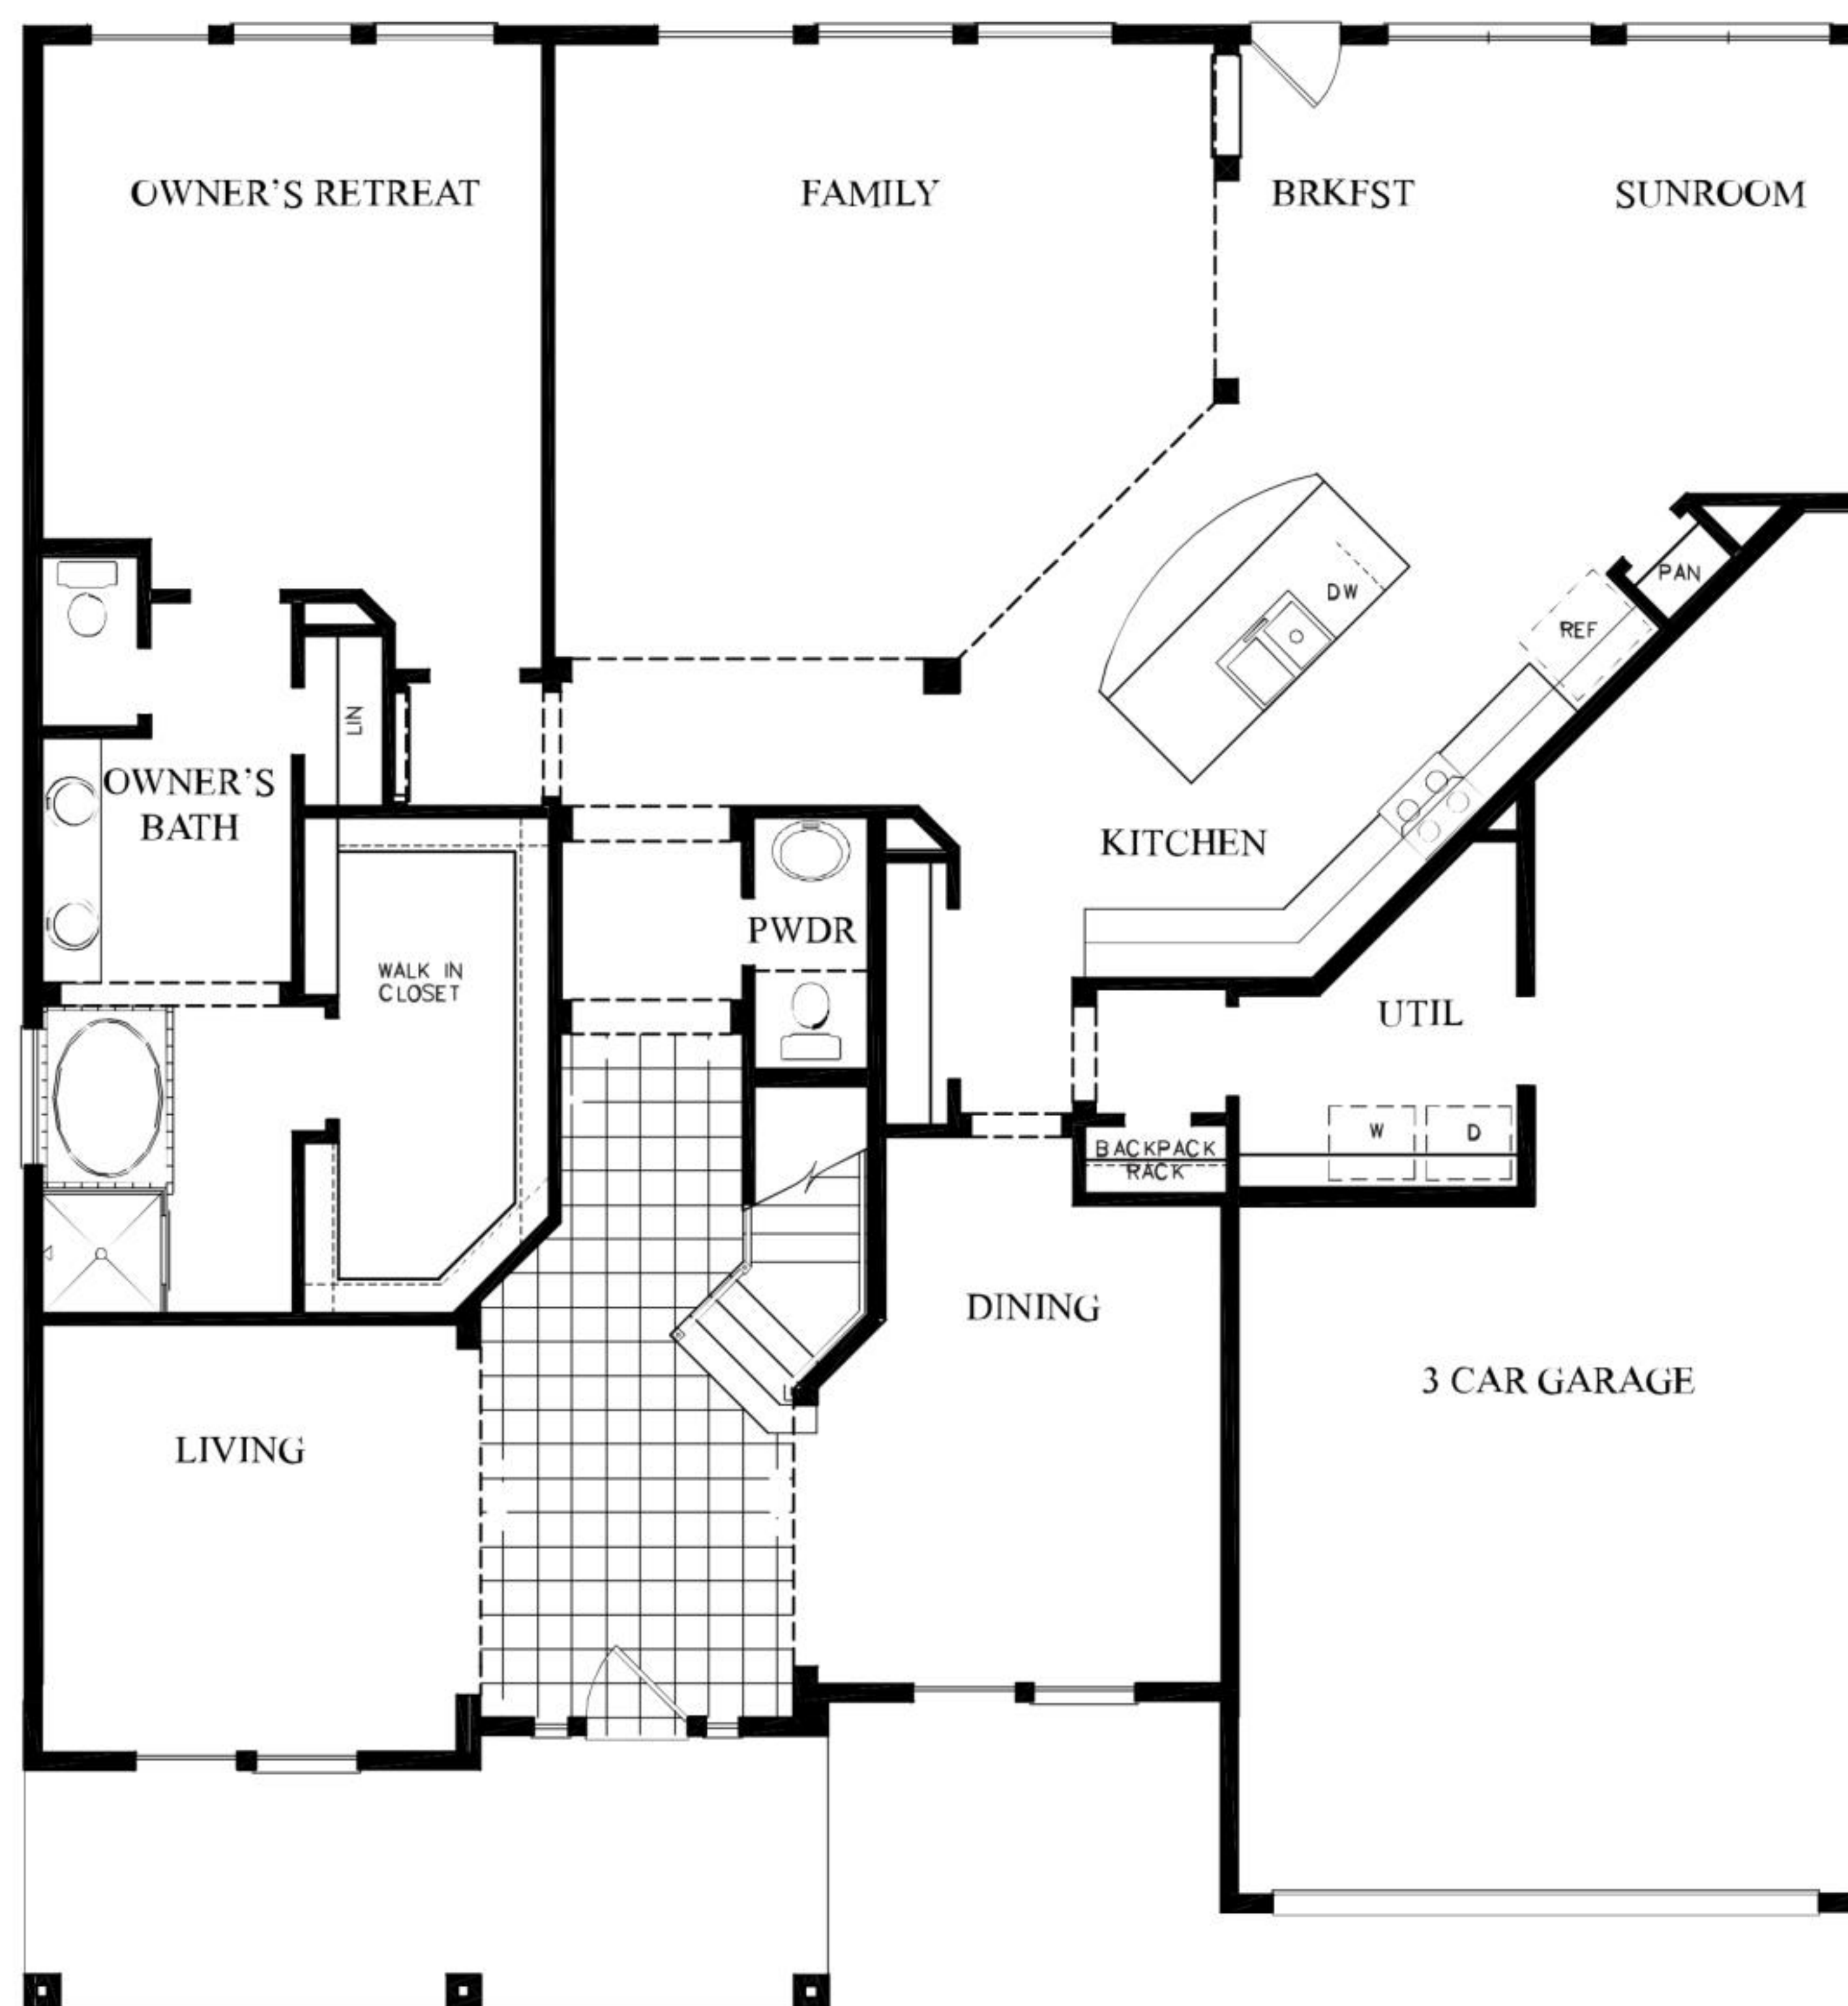 OWNER'S RETREAT
FAMILY
BRKFST
SUNROOM
PAN
DW
REF
LIN
OWNER'S
BATH
KITCHEN
PWDR
WALK IN
CLOSET
UTIL
W
D
BACKPACK
RACK
DINING
3 CAR GARAGE
LIVING